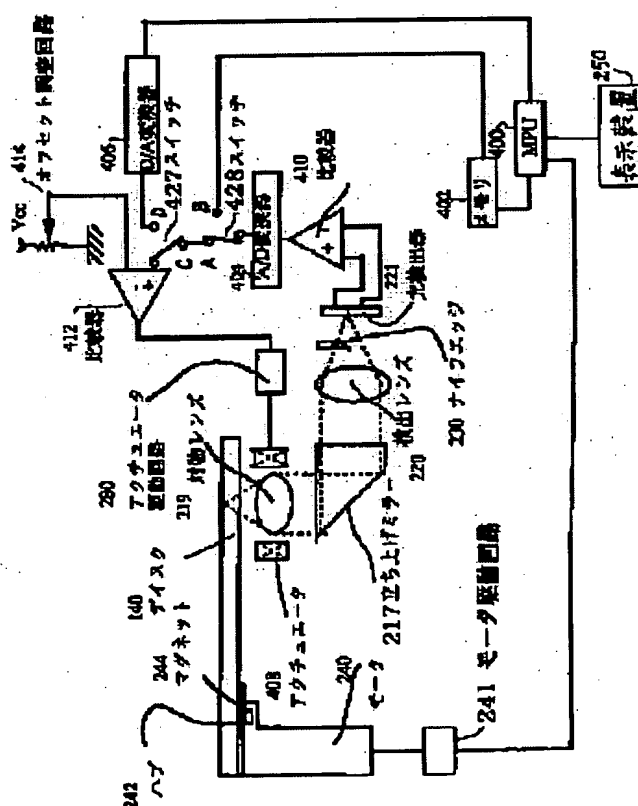 416 オフセット調整回路
Vcc
406
D/A変換器
D
427スイッチ
C
B
A
428スイッチ
A/D変換器
410
比較器
412
比較器
402
メモリ
400
MPU
250
表示装置
221
光検出器
230 ナイフエッジ
検出レンズ
220
280
アクチュエータ
駆動回路
219 対物レンズ
217立ち上げミラー
140 ディスク
244 マグネット
40B
アクチュエータ
240
モータ
241 モータ駆動回路
242
ハブ